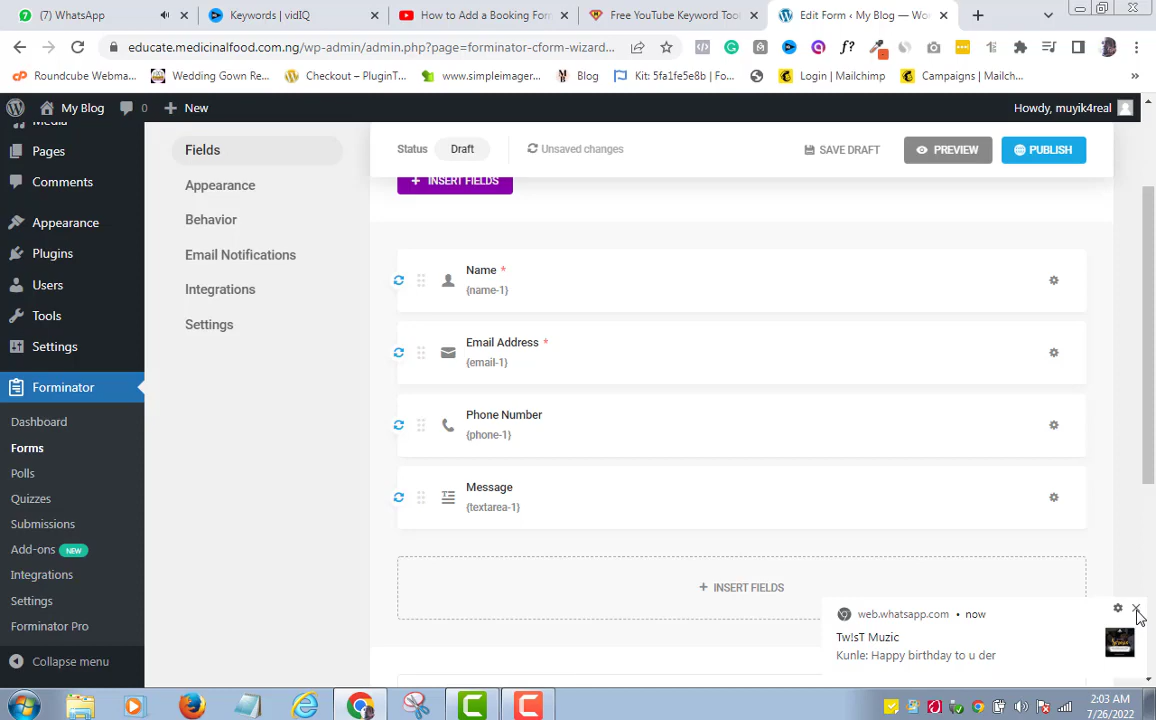 (7) WhatsApp
Keywords | vidIQ
How to Add a Booking For
Free YouTube Keyword Tool
Edit Form ‹ My Blog — Wo
educate.medicinalfood.com.ng/wp-admin/admin.php?page=forminator-cform-wizard...
Roundcube Webma...
Wedding Gown Re...
Checkout – PluginT...
www.simpleimager...
Blog
Kit: 5fa1fe5e8b | Fo...
Login | Mailchimp
Campaigns | Mailch...
My Blog
0
New
Howdy, muyik4real
Media
Pages
Comments
Appearance
Plugins
Users
Tools
Settings
Forminator
Dashboard
Forms
Polls
Quizzes
Submissions
Add-ons NEW
Integrations
Settings
Forminator Pro
Collapse menu
Fields
Appearance
Behavior
Email Notifications
Integrations
Settings
Status
Draft
Unsaved changes
SAVE DRAFT
PREVIEW
PUBLISH
+ INSERT FIELDS
Name *
{name-1}
Email Address *
{email-1}
Phone Number
{phone-1}
Message
{textarea-1}
+ INSERT FIELDS
web.whatsapp.com • now
TwIsT Muzic
Kunle: Happy birthday to u der
2:03 AM
7/26/2022